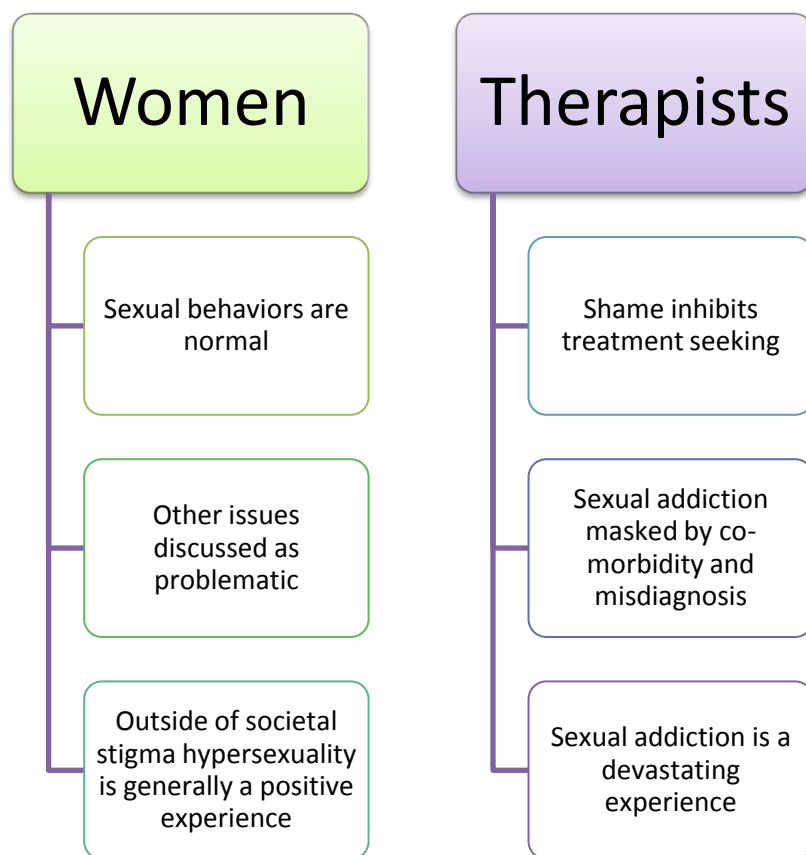 Women
Sexual behaviors are
normal
Other issues
discussed as
problematic
Outside of societal
stigma hypersexuality
is generally a positive
experience
Therapists
Shame inhibits
treatment seeking
Sexual addiction
masked by co-
morbidity and
misdiagnosis
Sexual addiction is a
devastating
experience